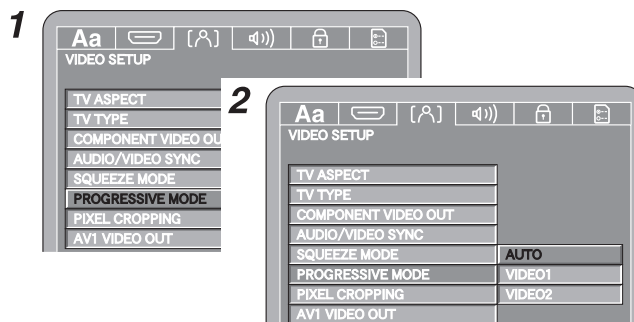 1
Aa
VIDEO SETUP
TV ASPECT
TV TYPE
COMPONENT VIDEO OU
AUDIO/VIDEO SYNC
SQUEEZE MODE
PROGRESSIVE MODE
PIXEL CROPPING
AV1 VIDEO OUT
2
Aa
VIDEO SETUP
TV ASPECT
TV TYPE
COMPONENT VIDEO OUT
AUDIO/VIDEO SYNC
SQUEEZE MODE AUTO
PROGRESSIVE MODE VIDEO1
PIXEL CROPPING VIDEO2
AV1 VIDEO OUT